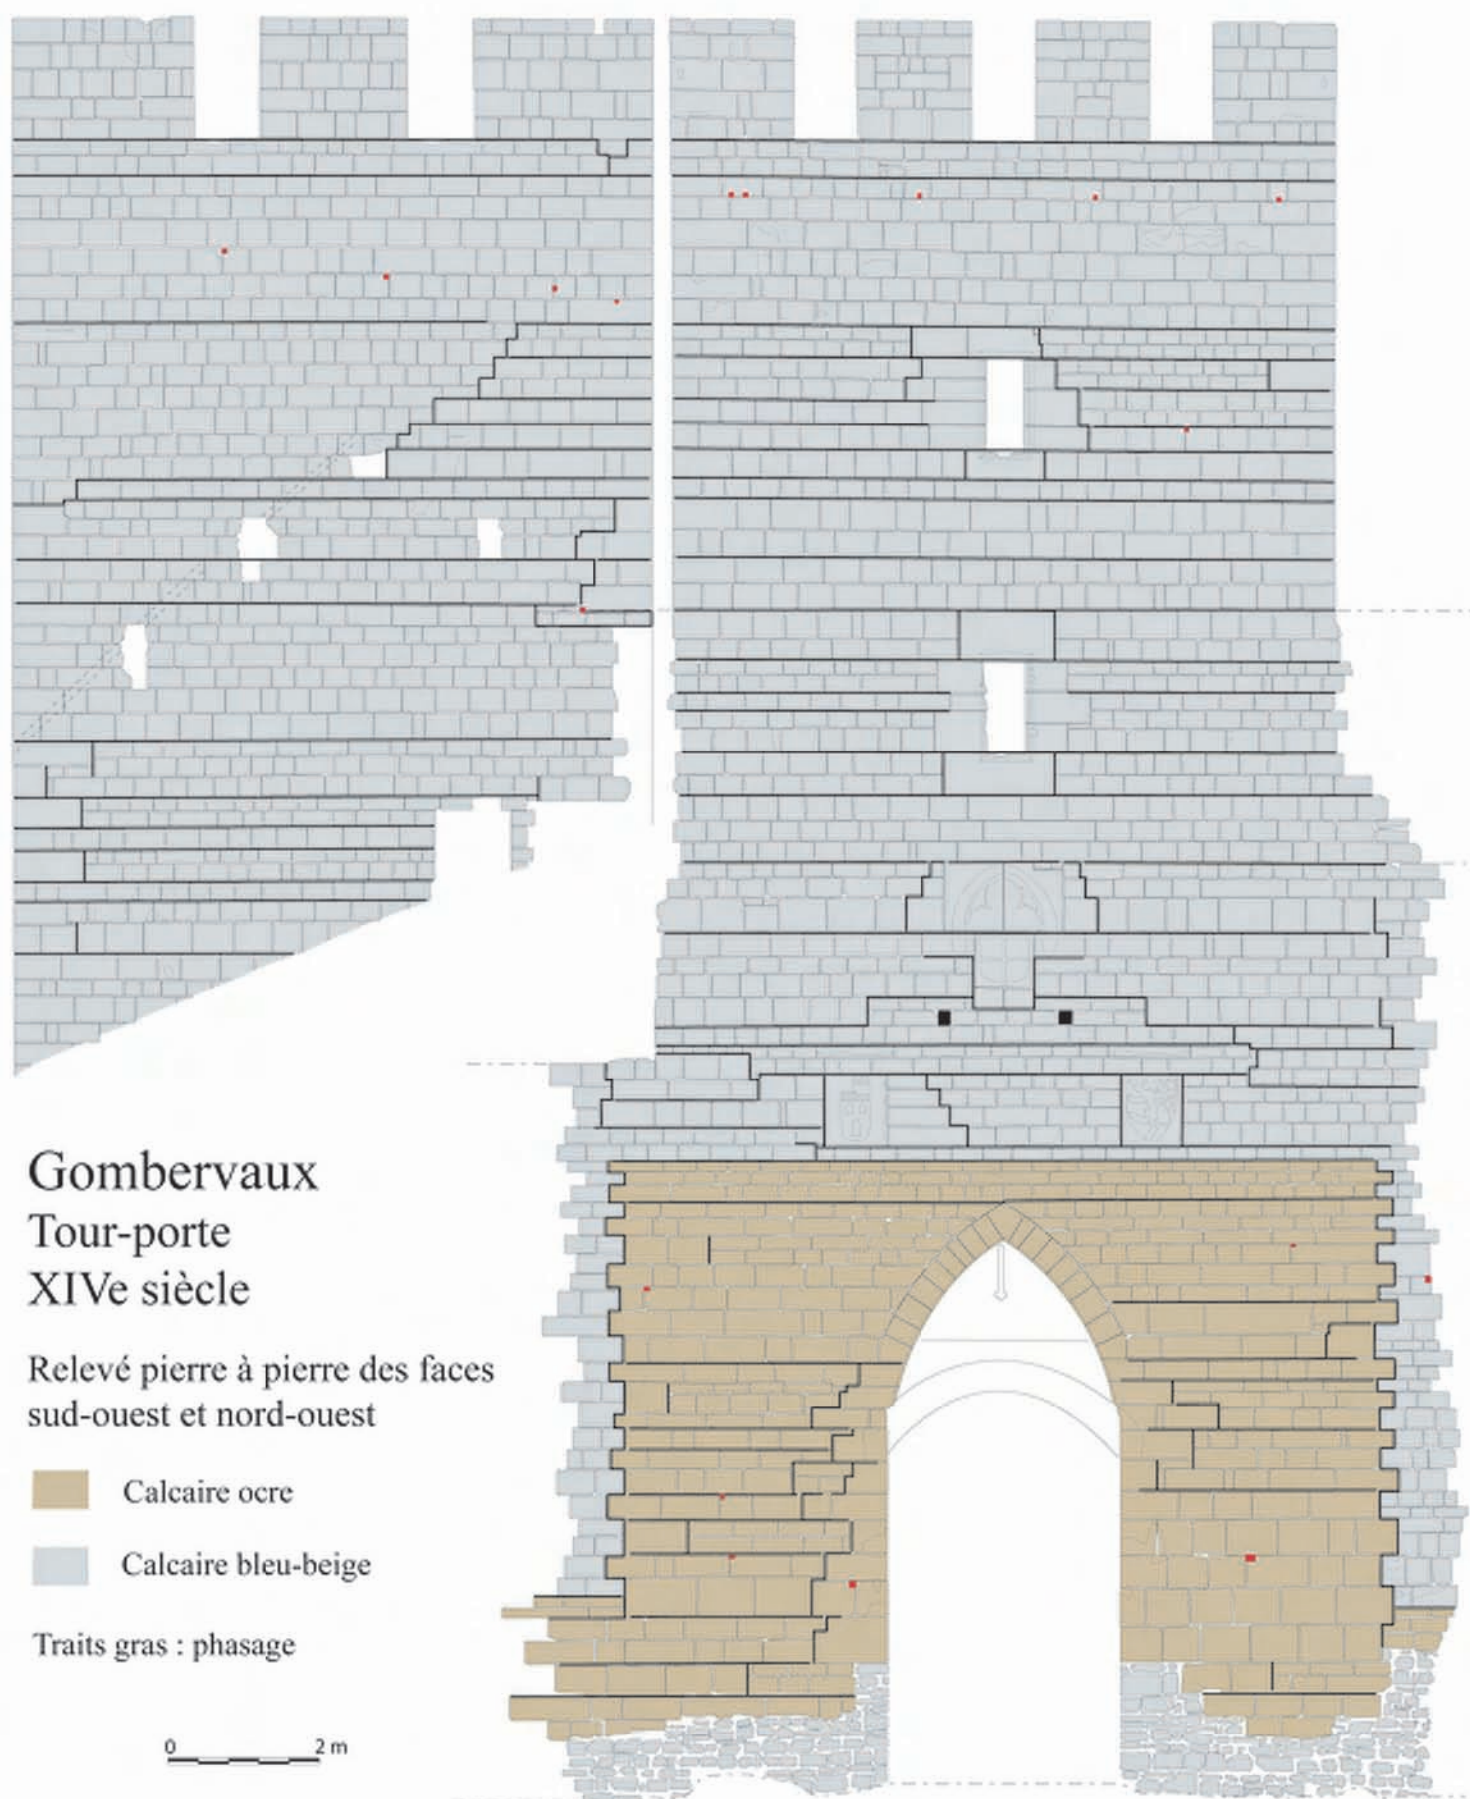 Gombervaux
Tour-porte
XIVe siècle
Relevé pierre à pierre des faces
sud-ouest et nord-ouest
Calcaire ocre
Calcaire bleu-beige
Traits gras : phasage
0 2 m